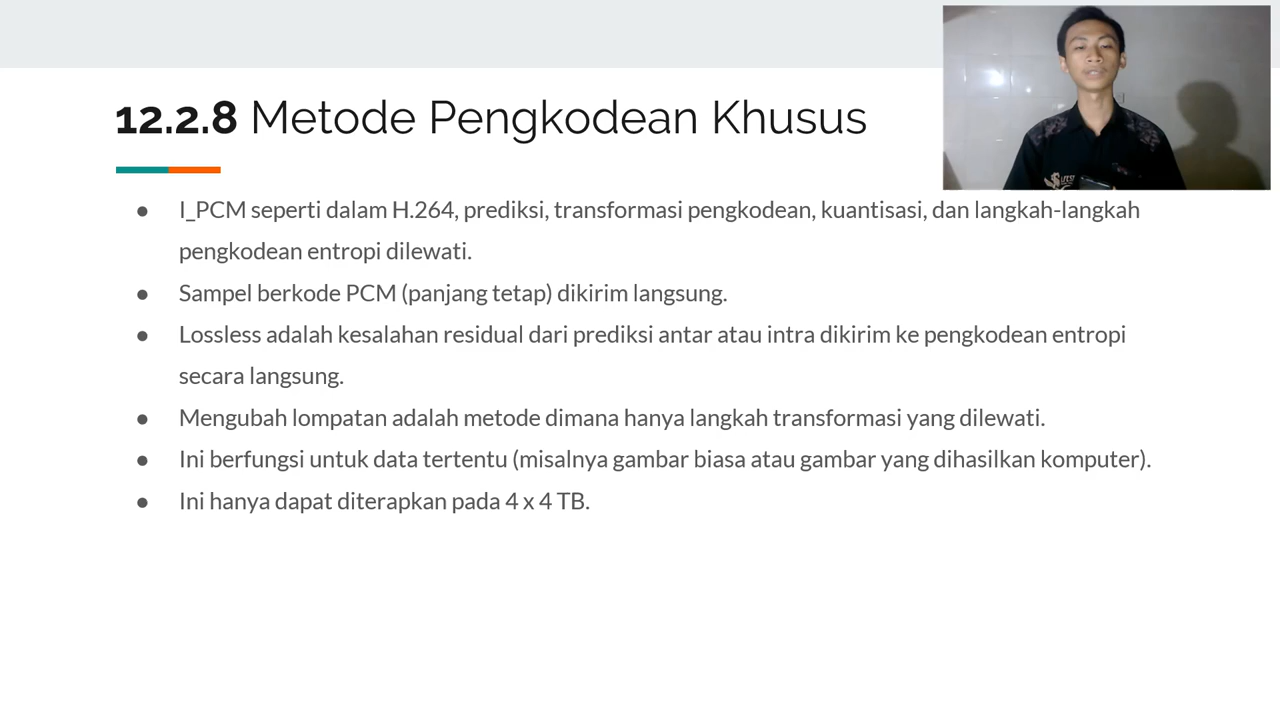 12.2.8 Metode Pengkodean Khusus
● I_PCM seperti dalam H.264, prediksi, transformasi pengkodean, kuantisasi, dan langkah-langkah
pengkodean entropi dilewati.
● Sampel berkode PCM (panjang tetap) dikirim langsung.
● Lossless adalah kesalahan residual dari prediksi antar atau intra dikirim ke pengkodean entropi
secara langsung.
● Mengubah lompatan adalah metode dimana hanya langkah transformasi yang dilewati.
● Ini berfungsi untuk data tertentu (misalnya gambar biasa atau gambar yang dihasilkan komputer).
● Ini hanya dapat diterapkan pada 4 x 4 TB.